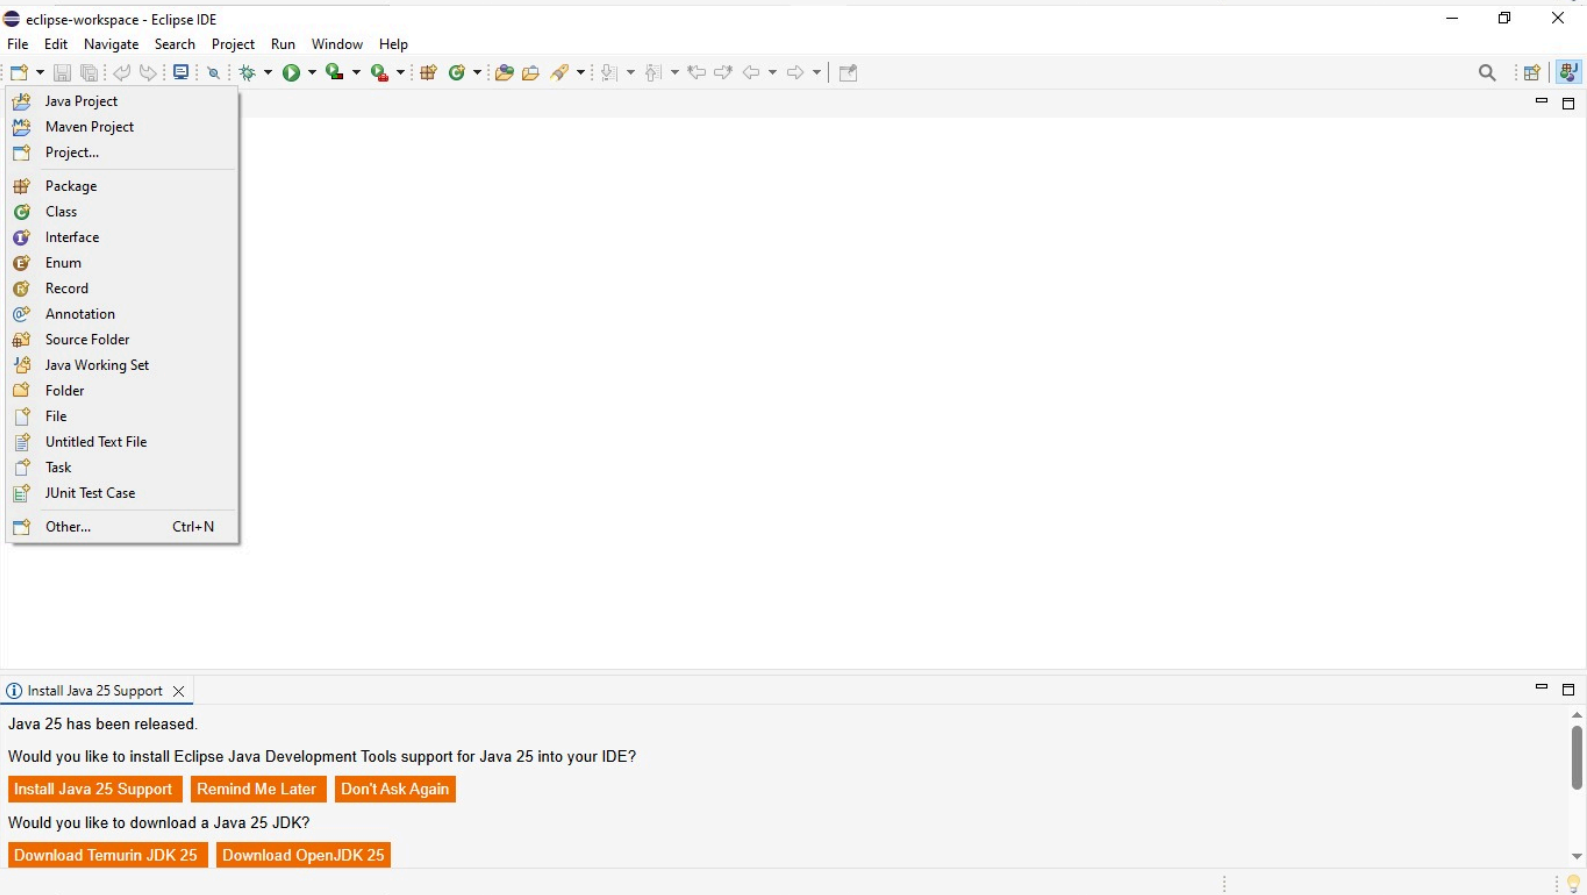 eclipse-workspace - Eclipse IDE
File Edit Navigate Search Project Run Window Help
Java Project
Maven Project
Project...
Package
Class
Interface
Enum
Record
Annotation
Source Folder
Java Working Set
Folder
File
Untitled Text File
Task
JUnit Test Case
Other... Ctrl+N
Install Java 25 Support
Java 25 has been released.
Would you like to install Eclipse Java Development Tools support for Java 25 into your IDE?
Install Java 25 Support Remind Me Later Don't Ask Again
Would you like to download a Java 25 JDK?
Download Temurin JDK 25 Download OpenJDK 25